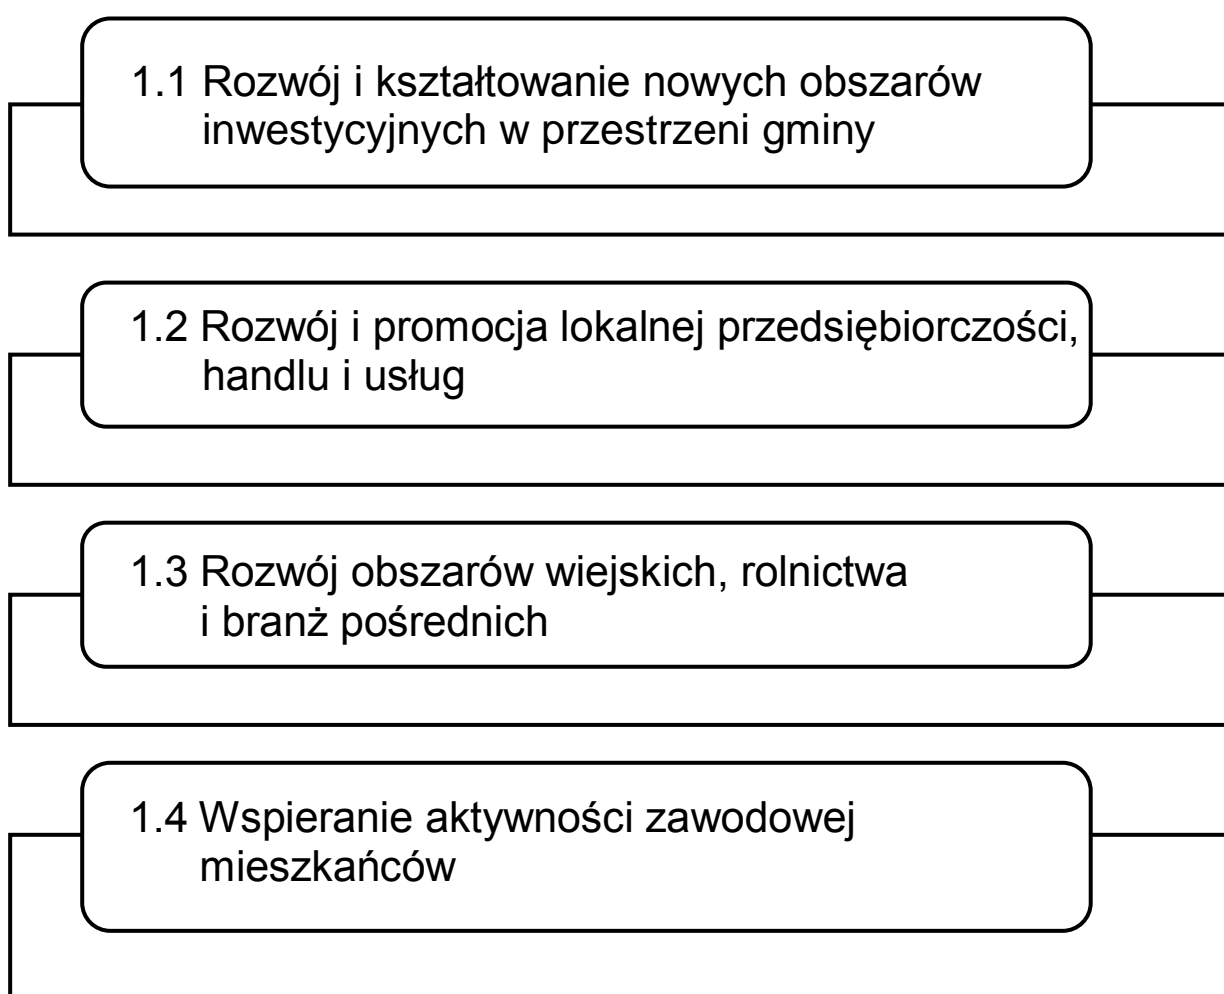 1.1 Rozwój i kształtowanie nowych obszarów
inwestycyjnych w przestrzeni gminy
1.2 Rozwój i promocja lokalnej przedsiębiorczości,
handlu i usług
1.3 Rozwój obszarów wiejskich, rolnictwa
i branż pośrednich
1.4 Wspieranie aktywności zawodowej
mieszkańców